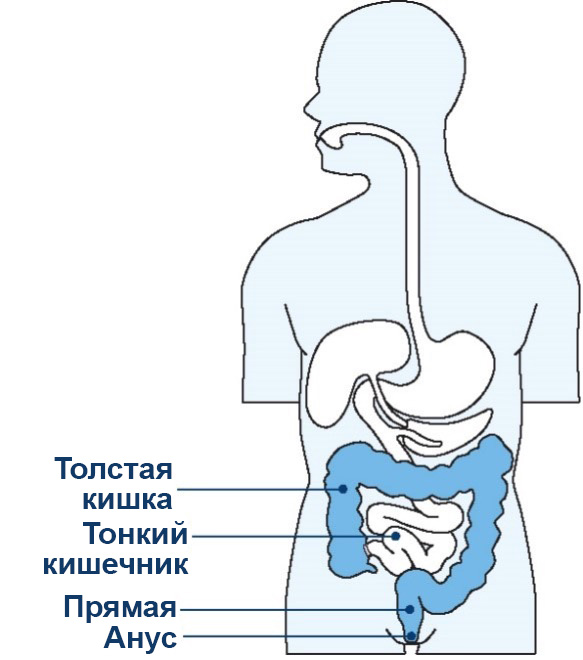 Толстая
кишка
Тонкий
кишечник
Прямая
Анус